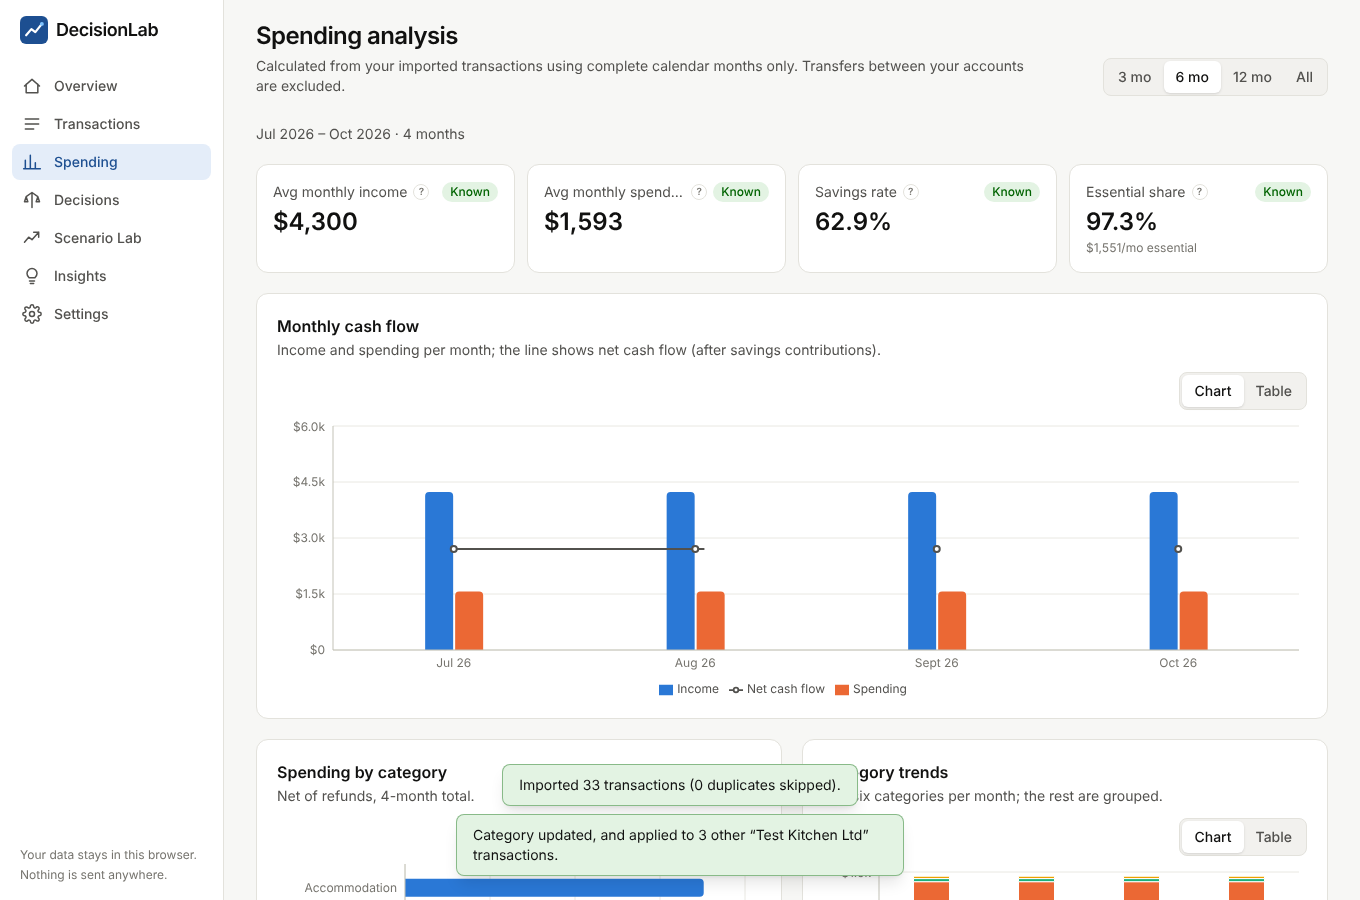 DecisionLab
Overview
Transactions
Spending
Decisions
Scenario Lab
Insights
Settings
Your data stays in this browser.
Nothing is sent anywhere.
Spending analysis
Calculated from your imported transactions using complete calendar months only. Transfers between your accounts
are excluded.
3 mo 6 mo 12 mo All
Jul 2026 – Oct 2026 · 4 months
Avg monthly income ? Known
$4,300
Avg monthly spend... ? Known
$1,593
Savings rate ? Known
62.9%
Essential share ? Known
97.3%
$1,551/mo essential
Monthly cash flow
Income and spending per month; the line shows net cash flow (after savings contributions).
Chart Table
$6.0k
$4.5k
$3.0k
$1.5k
$0
Jul 26 Aug 26 Sept 26 Oct 26
Income Net cash flow Spending
Spending by category
Net of refunds, 4-month total.
Accommodation
gory trends
six categories per month; the rest are grouped.
Chart Table
Imported 33 transactions (0 duplicates skipped).
Category updated, and applied to 3 other “Test Kitchen Ltd”
transactions.